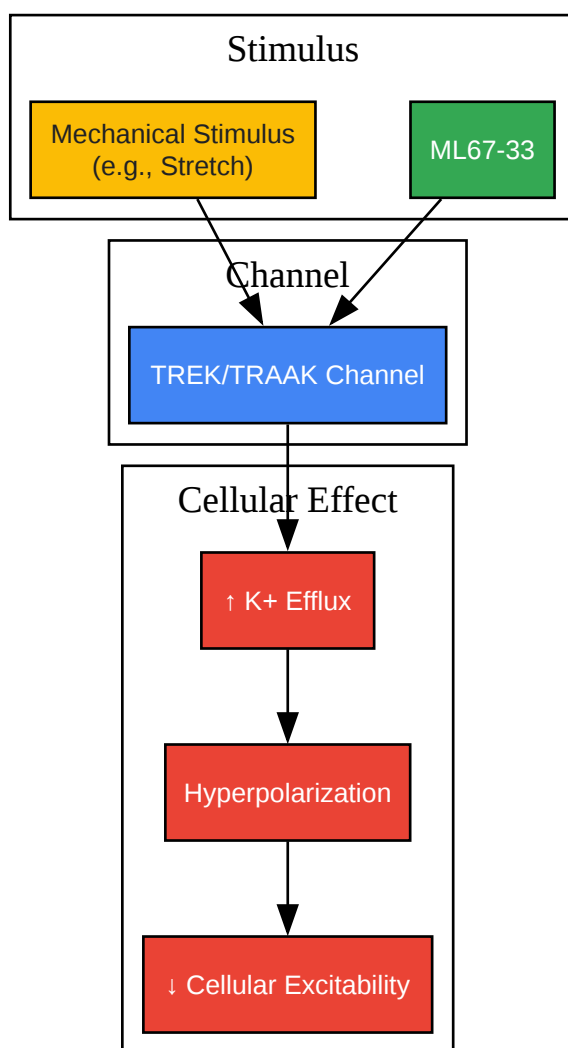 Stimulus
Mechanical Stimulus
(e.g., Stretch)
ML67-33
Channel
TREK/TRAAK Channel
Cellular Effect
↑ K+ Efflux
Hyperpolarization
↓ Cellular Excitability